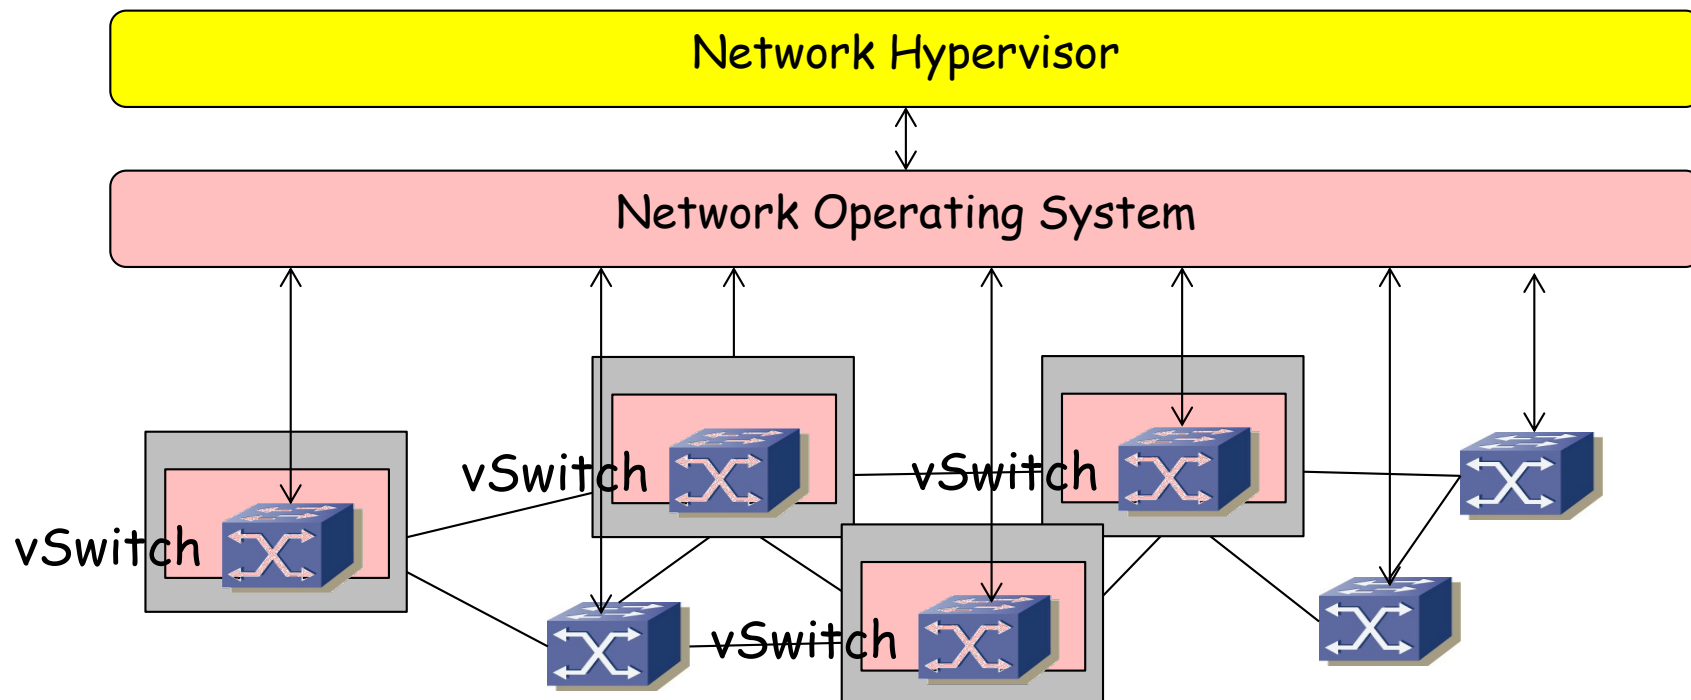 Network Hypervisor
Network Operating System
vSwitch
vSwitch
vSwitch
vSwitch